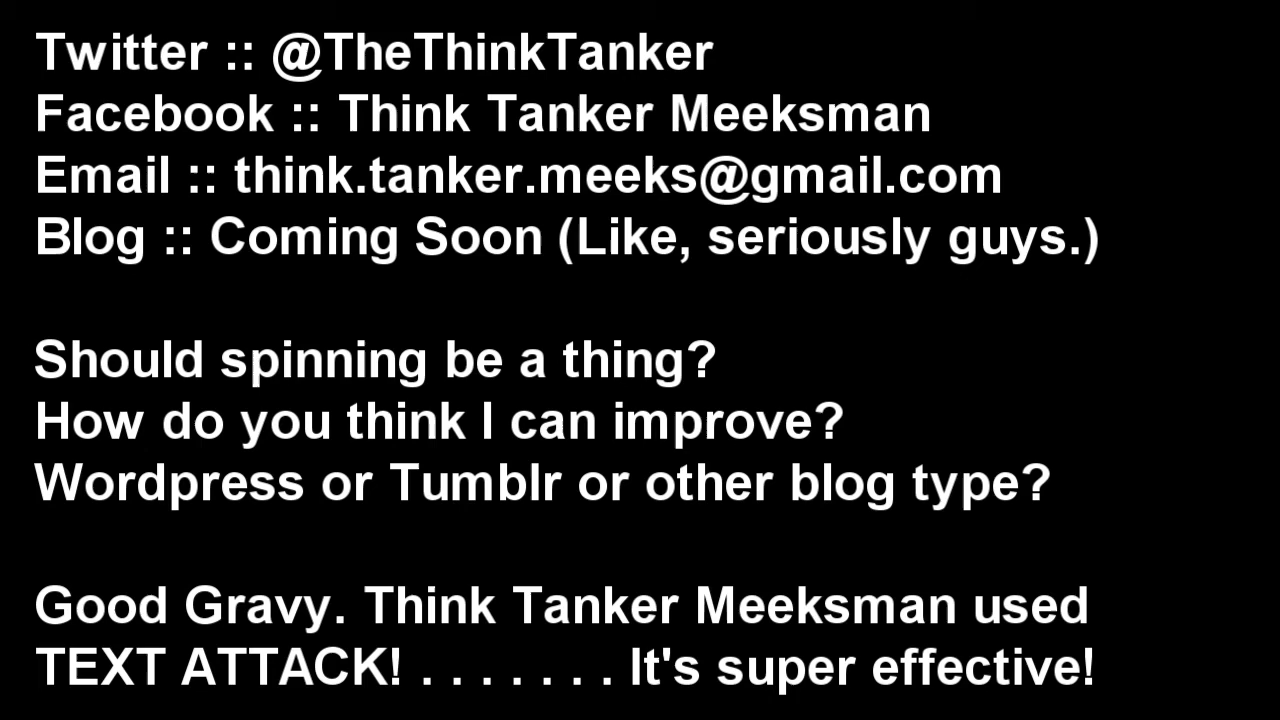 Twitter :: @TheThinkTanker
Facebook :: Think Tanker Meeksman
Email :: think.tanker.meeks@gmail.com
Blog :: Coming Soon (Like, seriously guys.)
Should spinning be a thing?
How do you think I can improve?
Wordpress or Tumblr or other blog type?
Good Gravy. Think Tanker Meeksman used
TEXT ATTACK! . . . . . . . It's super effective!